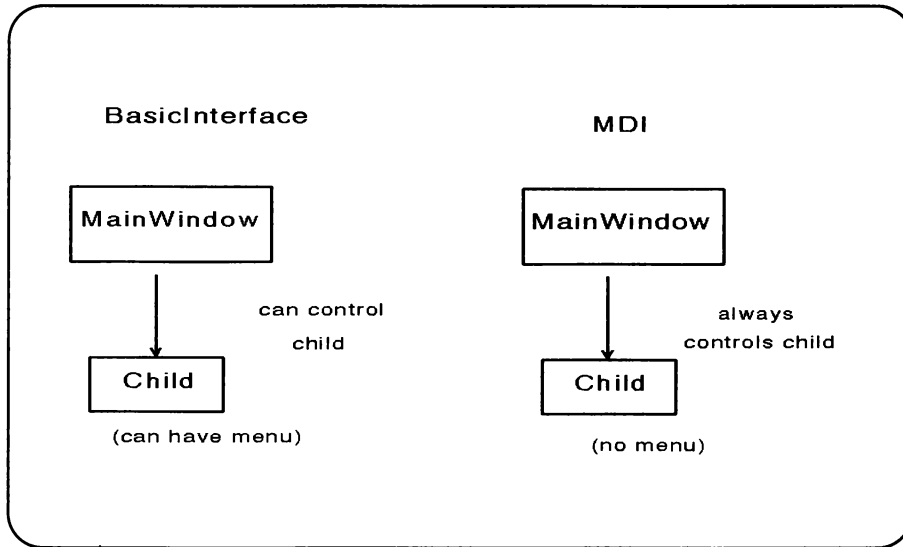 BasicInterface
MainWindow
can control
child
Child
(can have menu)
MDI
MainWindow
always
controls child
Child
(no menu)